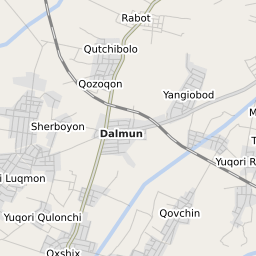 Rabot
Qutchibolo
Qozoqon
Yangiobod
Sherboyon
Dalmun
M
Yuqori R
i Luqmon
Qovchin
Yuqori Qulonchi
Oxshix